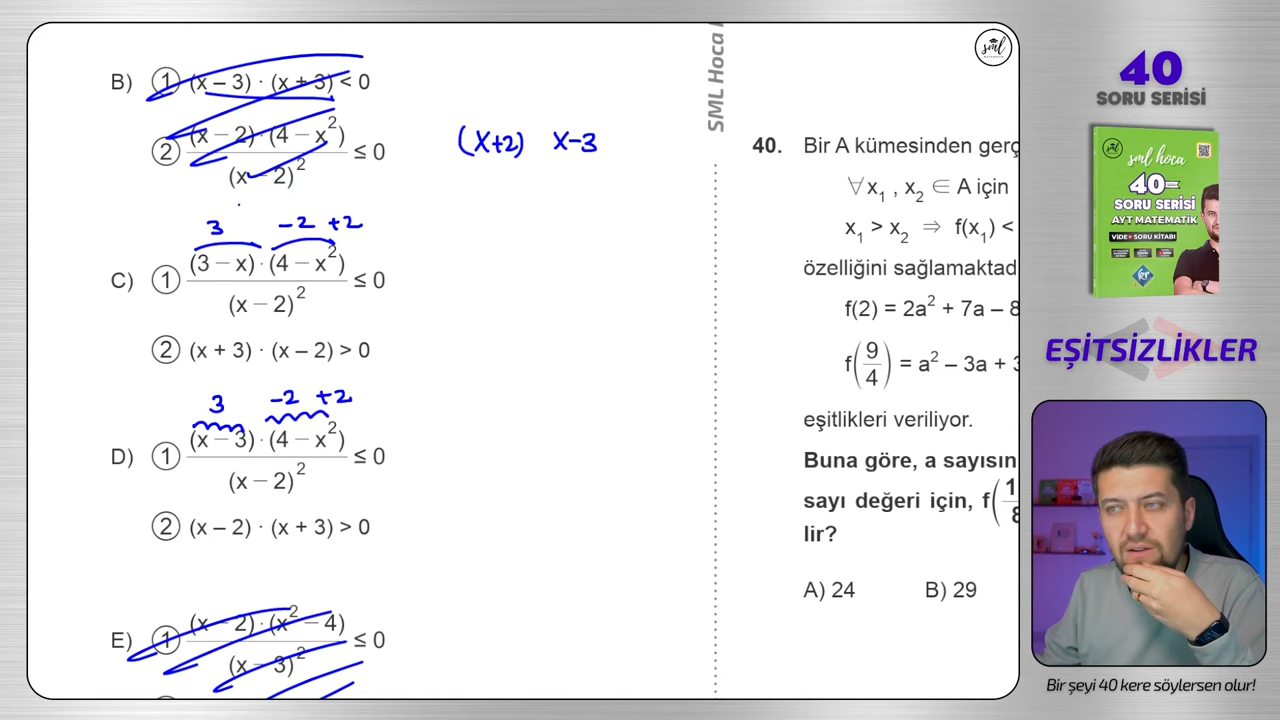 B) ① (x – 3) · (x + 3) < 0
② (x – 2) · (4 – x²) / (x – 2)² ≤ 0
(x+2) x-3
3 -2 +2
C) ① (3 – x) · (4 – x²) / (x – 2)² ≤ 0
② (x + 3) · (x – 2) > 0
3 -2 +2
D) ① (x – 3) · (4 – x²) / (x – 2)² ≤ 0
② (x – 2) · (x + 3) > 0
E) ① (x – 2) · (x² – 4) / (x – 3)² ≤ 0
SML Hoca
sml
40. Bir A kümesinden gerç
∀x₁ , x₂ ∈ A için
x₁ > x₂ ⇒ f(x₁) <
özelliğini sağlamaktad
f(2) = 2a² + 7a – 8
f(9/4) = a² – 3a + 3
eşitlikleri veriliyor.
Buna göre, a sayısın
sayı değeri için, f(1/8
lir?
A) 24 B) 29
40
SORU SERİSİ
sml hoca
40
SORU SERİSİ
AYT MATEMATİK
VİDEO SORU KİTABI
EŞİTSİZLİKLER
Bir şeyi 40 kere söylersen olur!